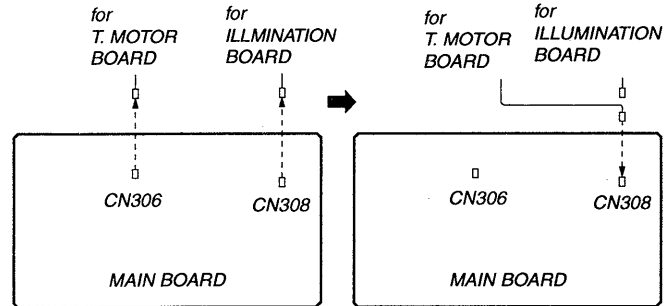 for
T. MOTOR
BOARD
for
ILLMINATION
BOARD
CN306
CN308
MAIN BOARD
for
T. MOTOR
BOARD
for
ILLUMINATION
BOARD
CN306
CN308
MAIN BOARD